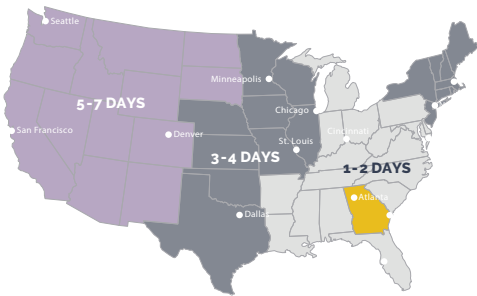 Seattle
Minneapolis
5-7 DAYS
Chicago
San Francisco
Denver
Cincinnati
St. Louis
3-4 DAYS
1-2 DAYS
Atlanta
Dallas